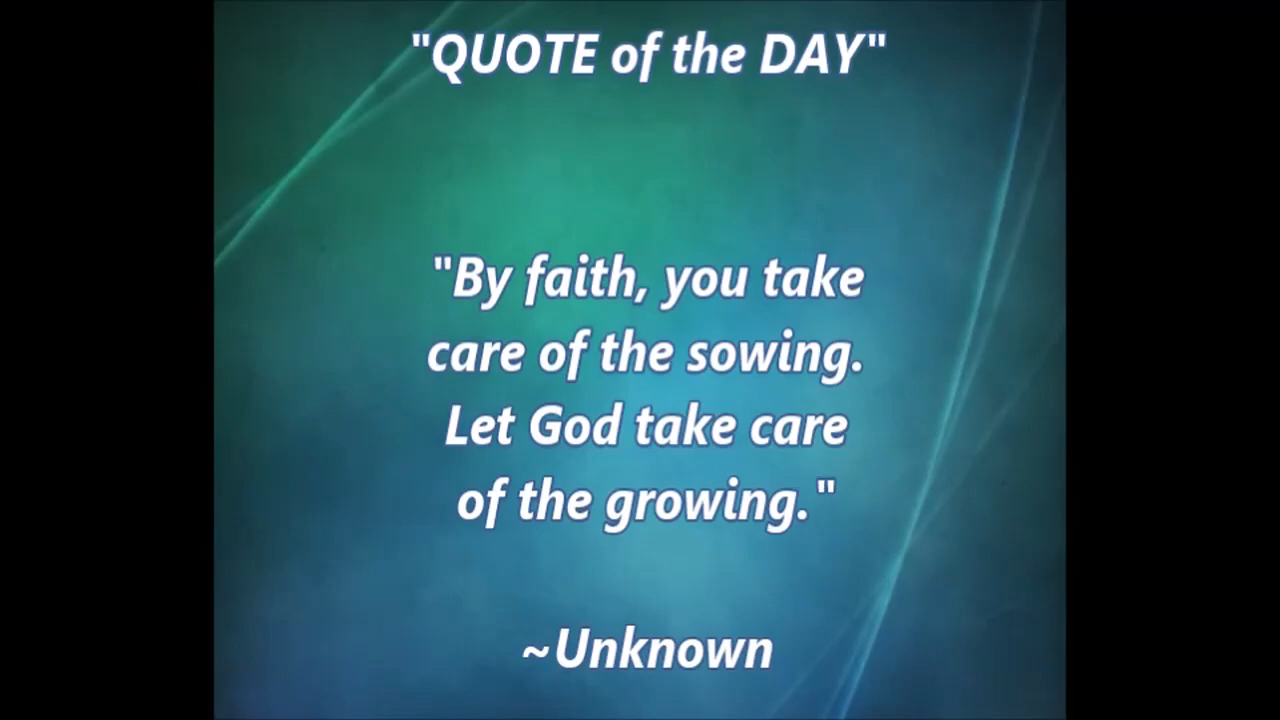 "QUOTE of the DAY"
"By faith, you take
care of the sowing.
Let God take care
of the growing."
~Unknown